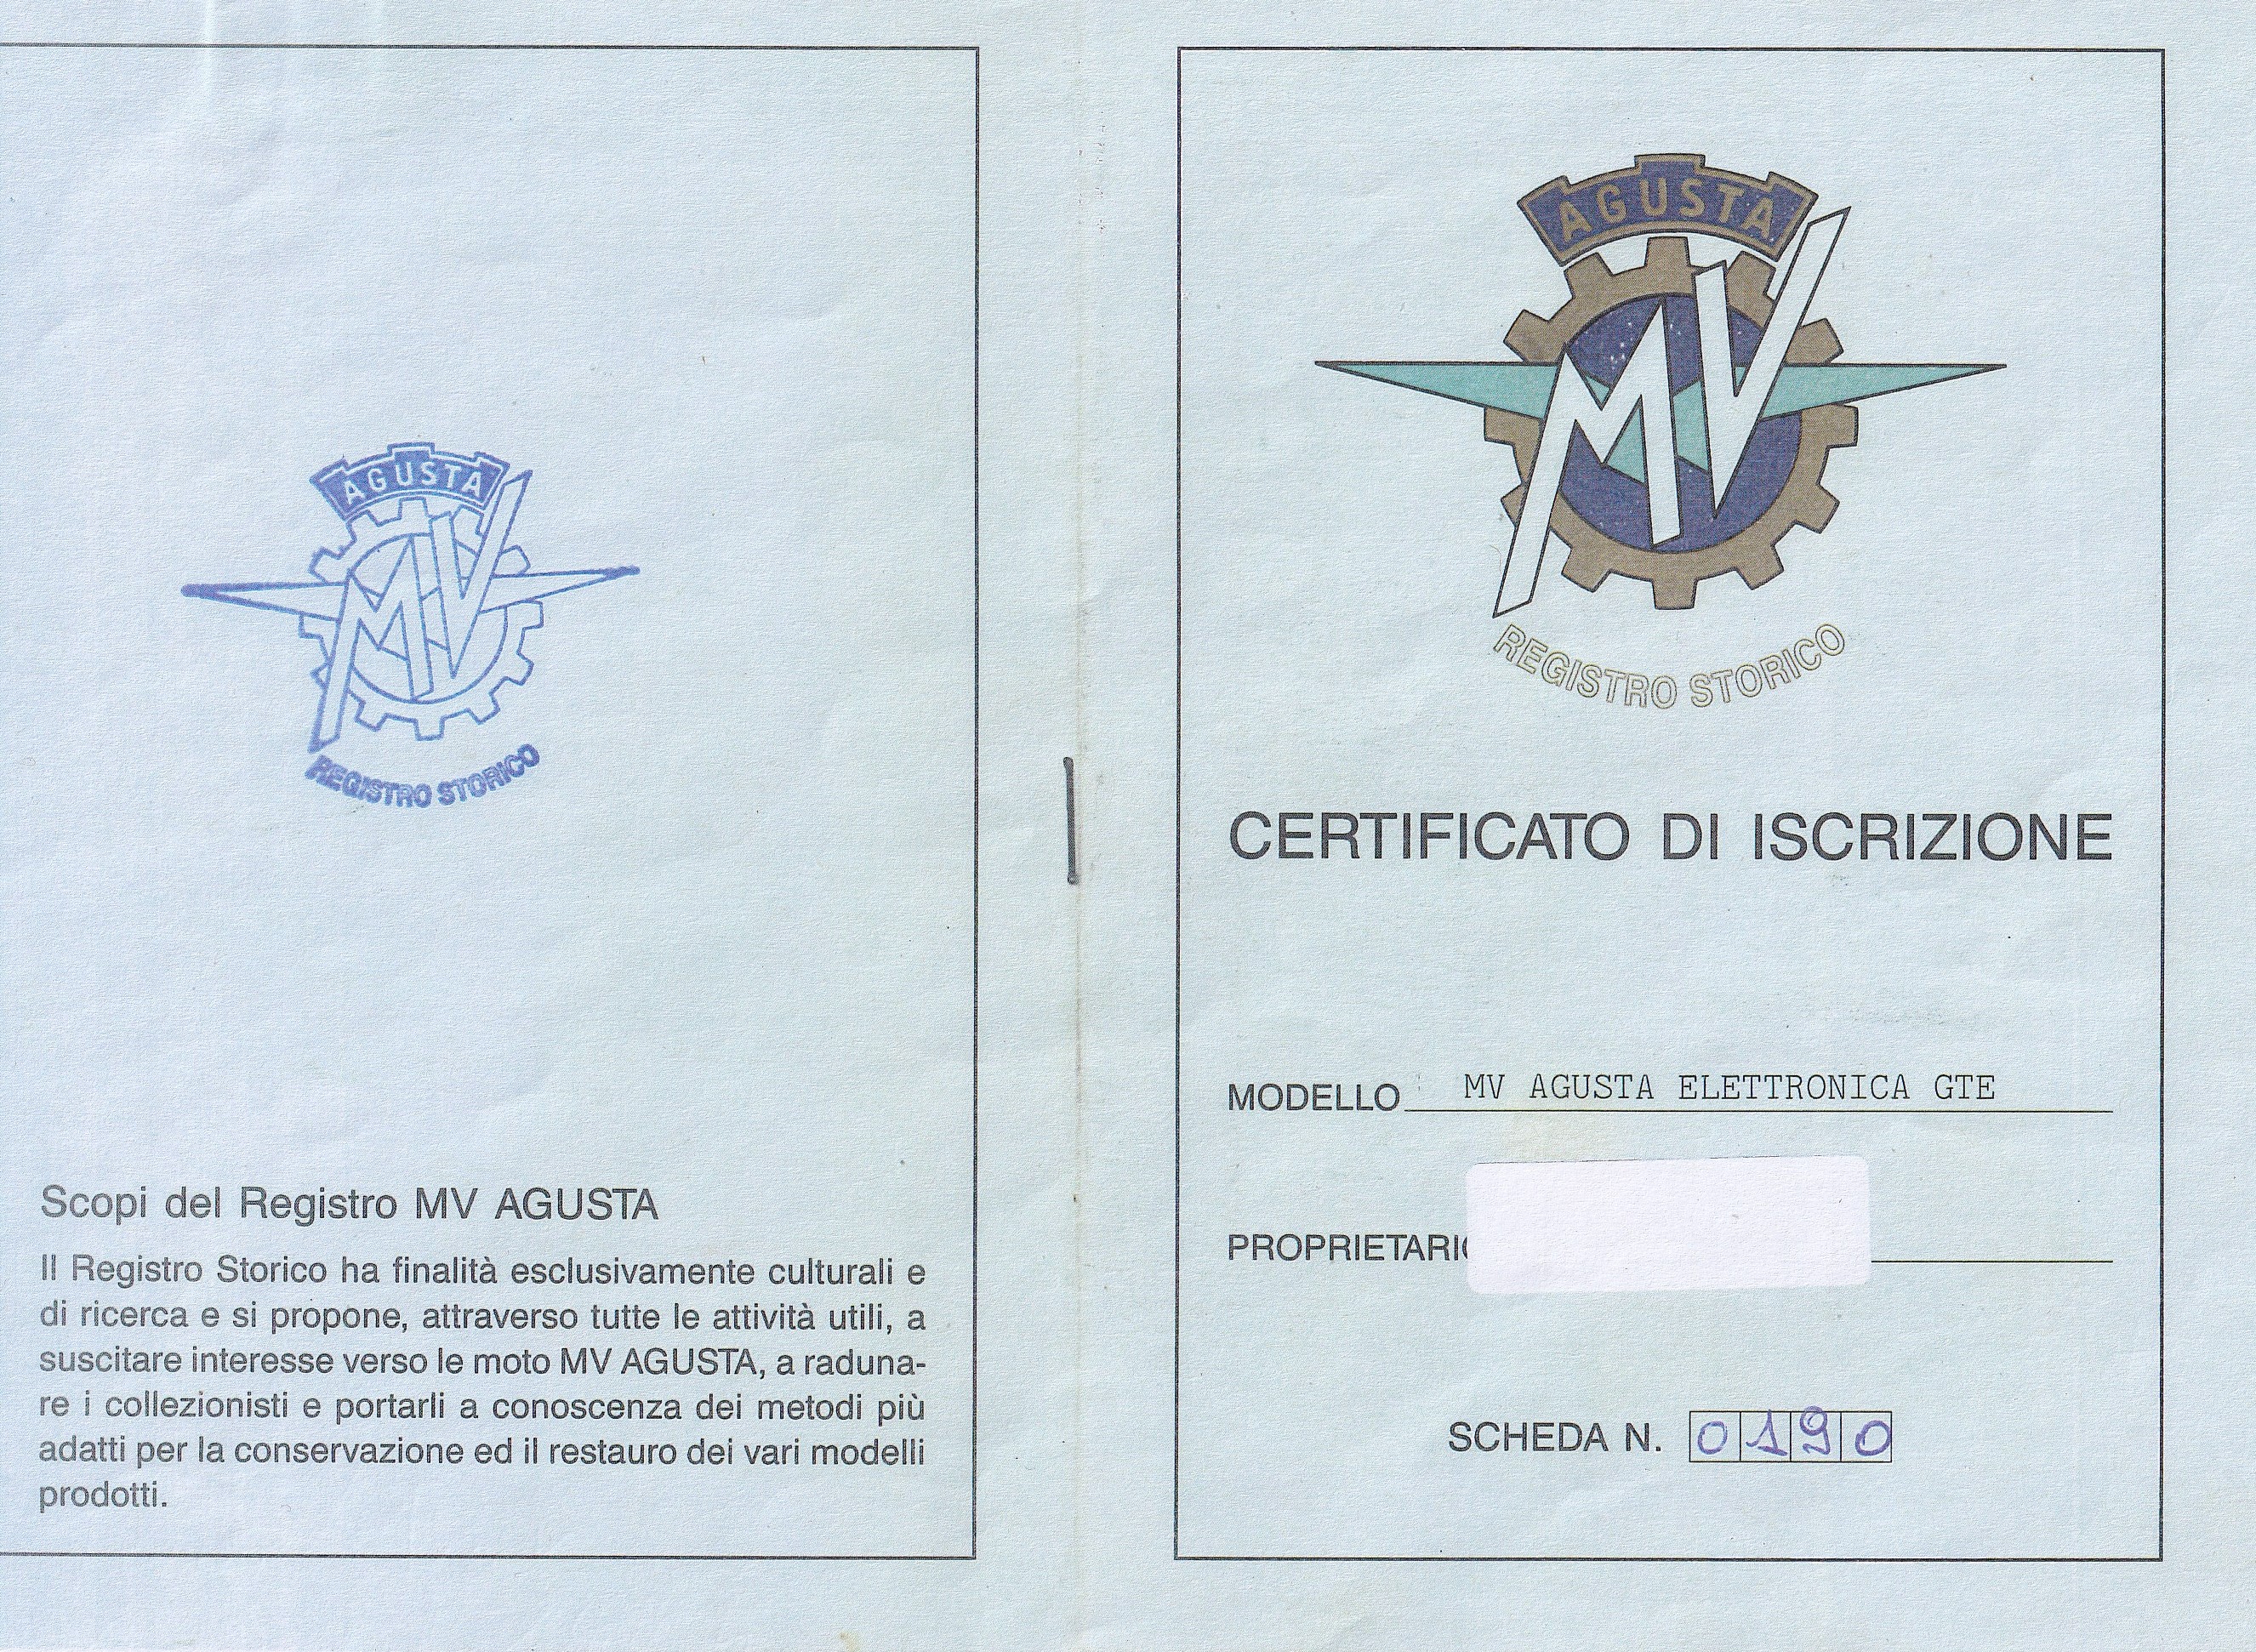 AGUSTA
MV
REGISTRO STORICO
Scopi del Registro MV AGUSTA
Il Registro Storico ha finalità esclusivamente culturali e
di ricerca e si propone, attraverso tutte le attività utili, a
suscitare interesse verso le moto MV AGUSTA, a raduna-
re i collezionisti e portarli a conoscenza dei metodi più
adatti per la conservazione ed il restauro dei vari modelli
prodotti.
AGUSTA
MV
REGISTRO STORICO
CERTIFICATO DI ISCRIZIONE
MODELLO MV AGUSTA ELETTRONICA GTE
PROPRIETARI
SCHEDA N. 0190